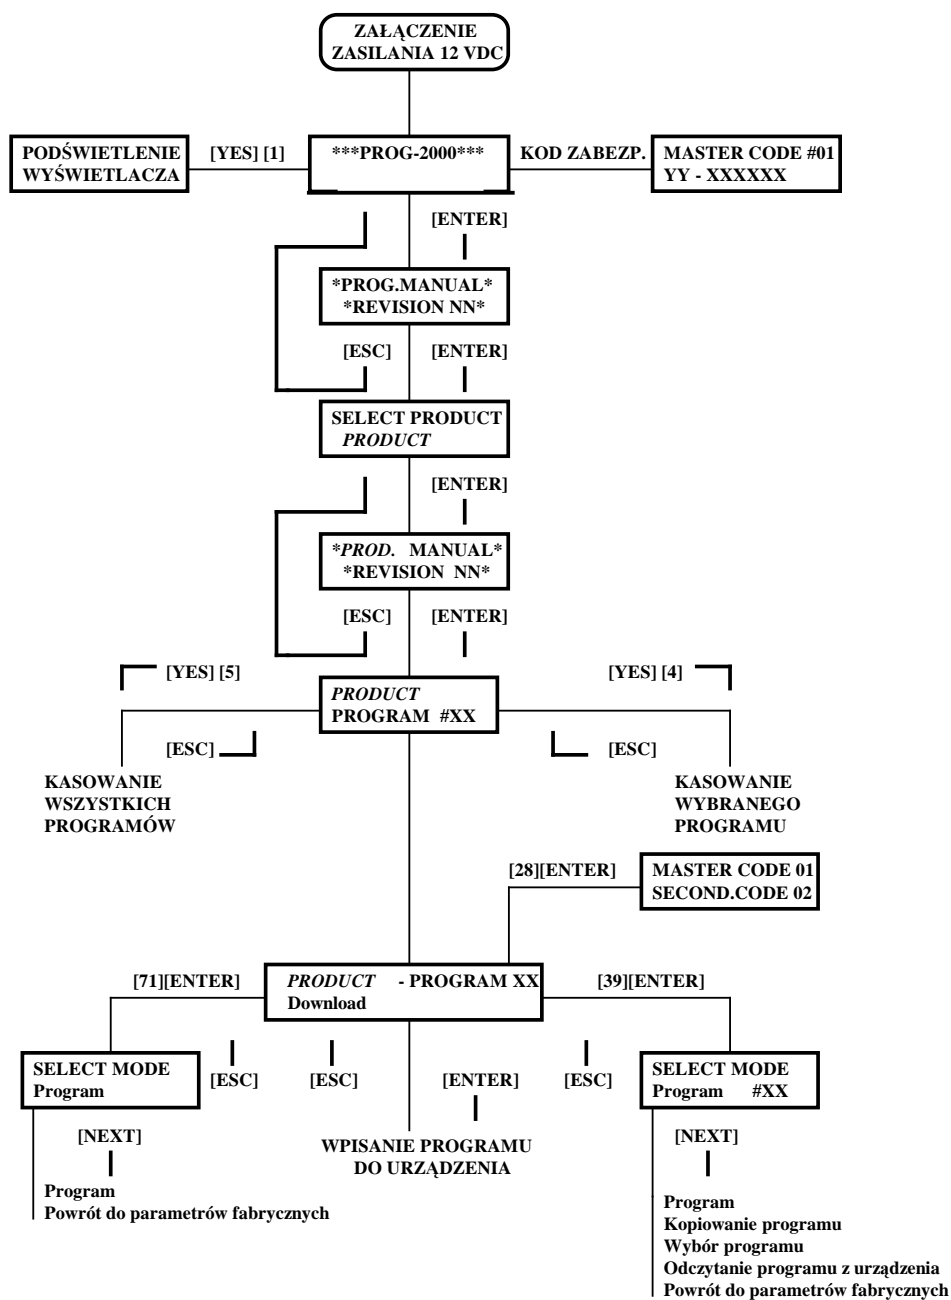 ZAŁĄCZENIE
ZASILANIA 12 VDC
PODŚWIETLENIE
WYŚWIETLACZA
[YES] [1]
***PROG-2000***
KOD ZABEZP.
MASTER CODE #01
YY - XXXXXX
[ENTER]
*PROG.MANUAL*
*REVISION NN*
[ESC]
[ENTER]
SELECT PRODUCT
PRODUCT
[ENTER]
*PROD. MANUAL*
*REVISION NN*
[ESC]
[ENTER]
[YES] [5]
[YES] [4]
PRODUCT
PROGRAM #XX
[ESC]
[ESC]
KASOWANIE
WSZYSTKICH
PROGRAMÓW
KASOWANIE
WYBRANEGO
PROGRAMU
[28][ENTER]
MASTER CODE 01
SECOND.CODE 02
[71][ENTER]
PRODUCT - PROGRAM XX
Download
[39][ENTER]
SELECT MODE
Program
[ESC]
[ESC]
[ENTER]
[ESC]
SELECT MODE
Program #XX
[NEXT]
WPISANIE PROGRAMU
DO URZĄDZENIA
[NEXT]
Program
Powrót do parametrów fabrycznych
Program
Kopiowanie programu
Wybór programu
Odczytanie programu z urządzenia
Powrót do parametrów fabrycznych